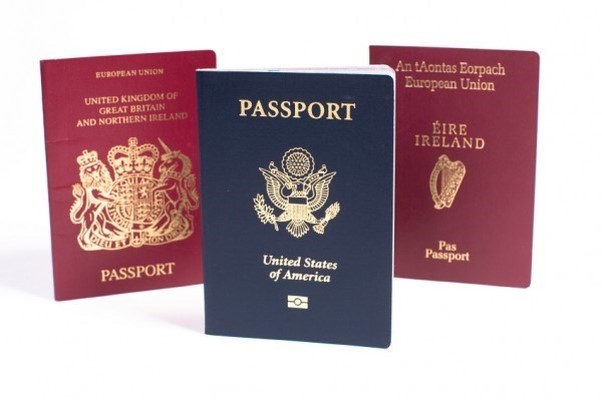 EUROPEAN UNION
UNITED KINGDOM OF
GREAT BRITAIN
AND NORTHERN IRELAND
PASSPORT
PASSPORT
United States
of America
An tAontas Eorpach
European Union
ÉIRE
IRELAND
Pas
Passport